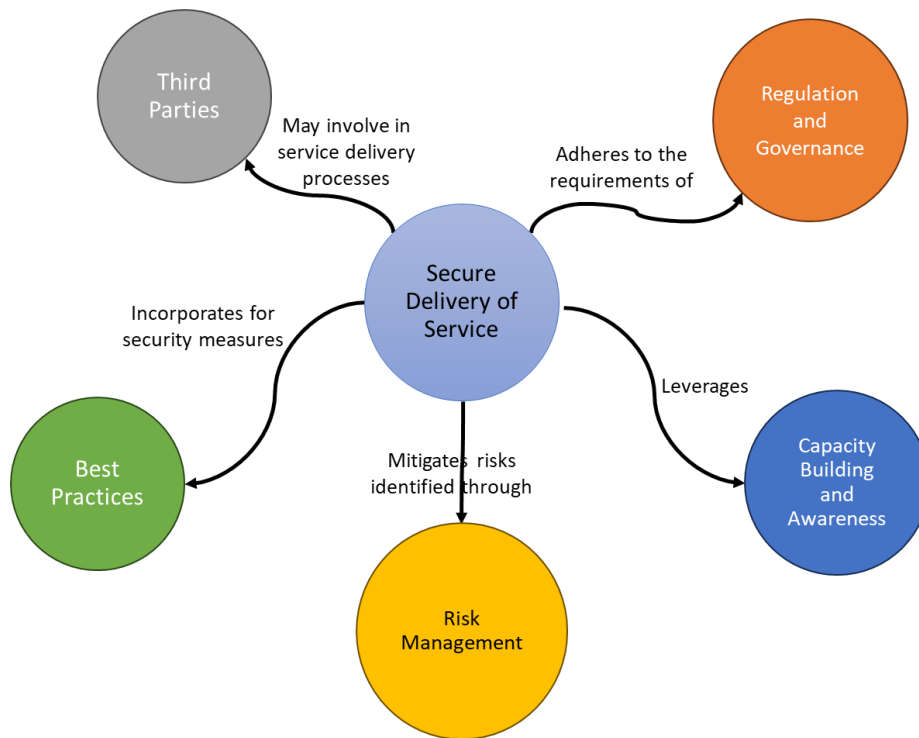 Third
Parties
Regulation
and
Governance
May involve in
service delivery
processes
Adheres to the
requirements of
Secure
Delivery of
Service
Incorporates for
security measures
Leverages
Best
Practices
Mitigates risks
identified through
Capacity
Building
and
Awareness
Risk
Management